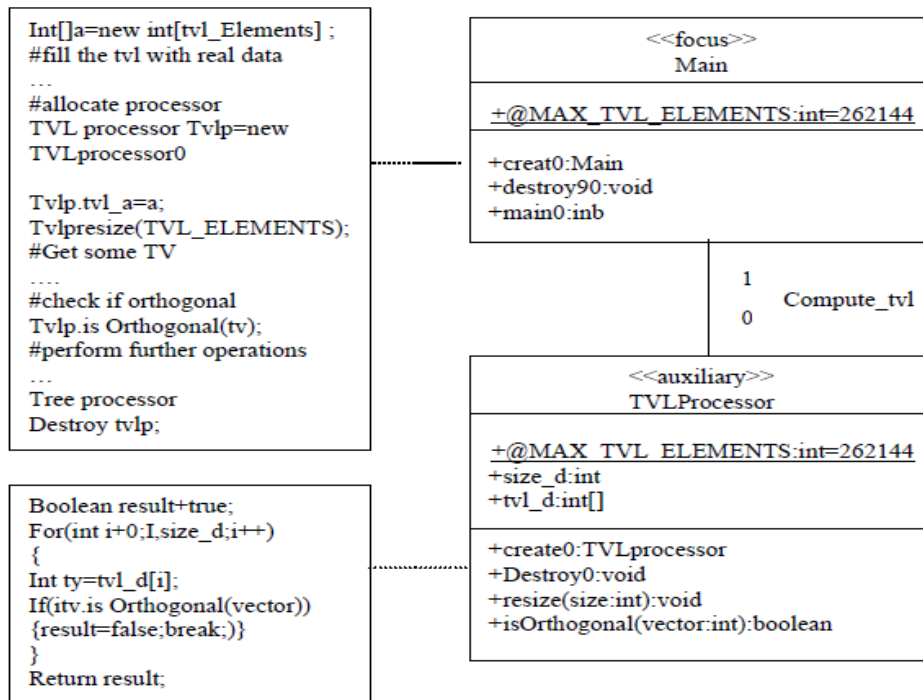 Int[]a=new int[tvl_Elements] ;
#fill the tvl with real data
...
#allocate processor
TVL processor Tvlp=new
TVLprocessor0
Tvlp.tvl_a=a;
Tvlpresize(TVL_ELEMENTS);
#Get some TV
....
#check if orthogonal
Tvlp.is Orthogonal(tv);
#perform further operations
...
Tree processor
Destroy tvlp;
<<focus>>
Main
+@MAX_TVL_ELEMENTS:int=262144
+creat0:Main
+destroy90:void
+main0:inb
1
0
Compute_tvl
<<auxiliary>>
TVLProcessor
+@MAX_TVL_ELEMENTS:int=262144
+size_d:int
+tvl_d:int[]
+create0:TVLprocessor
+Destroy0:void
+resize(size:int):void
+isOrthogonal(vector:int):boolean
Boolean result+true;
For(int i+0;I,size_d;i++)
{
Int ty=tvl_d[i];
If(itv.is Orthogonal(vector))
{result=false;break;)}
}
Return result;